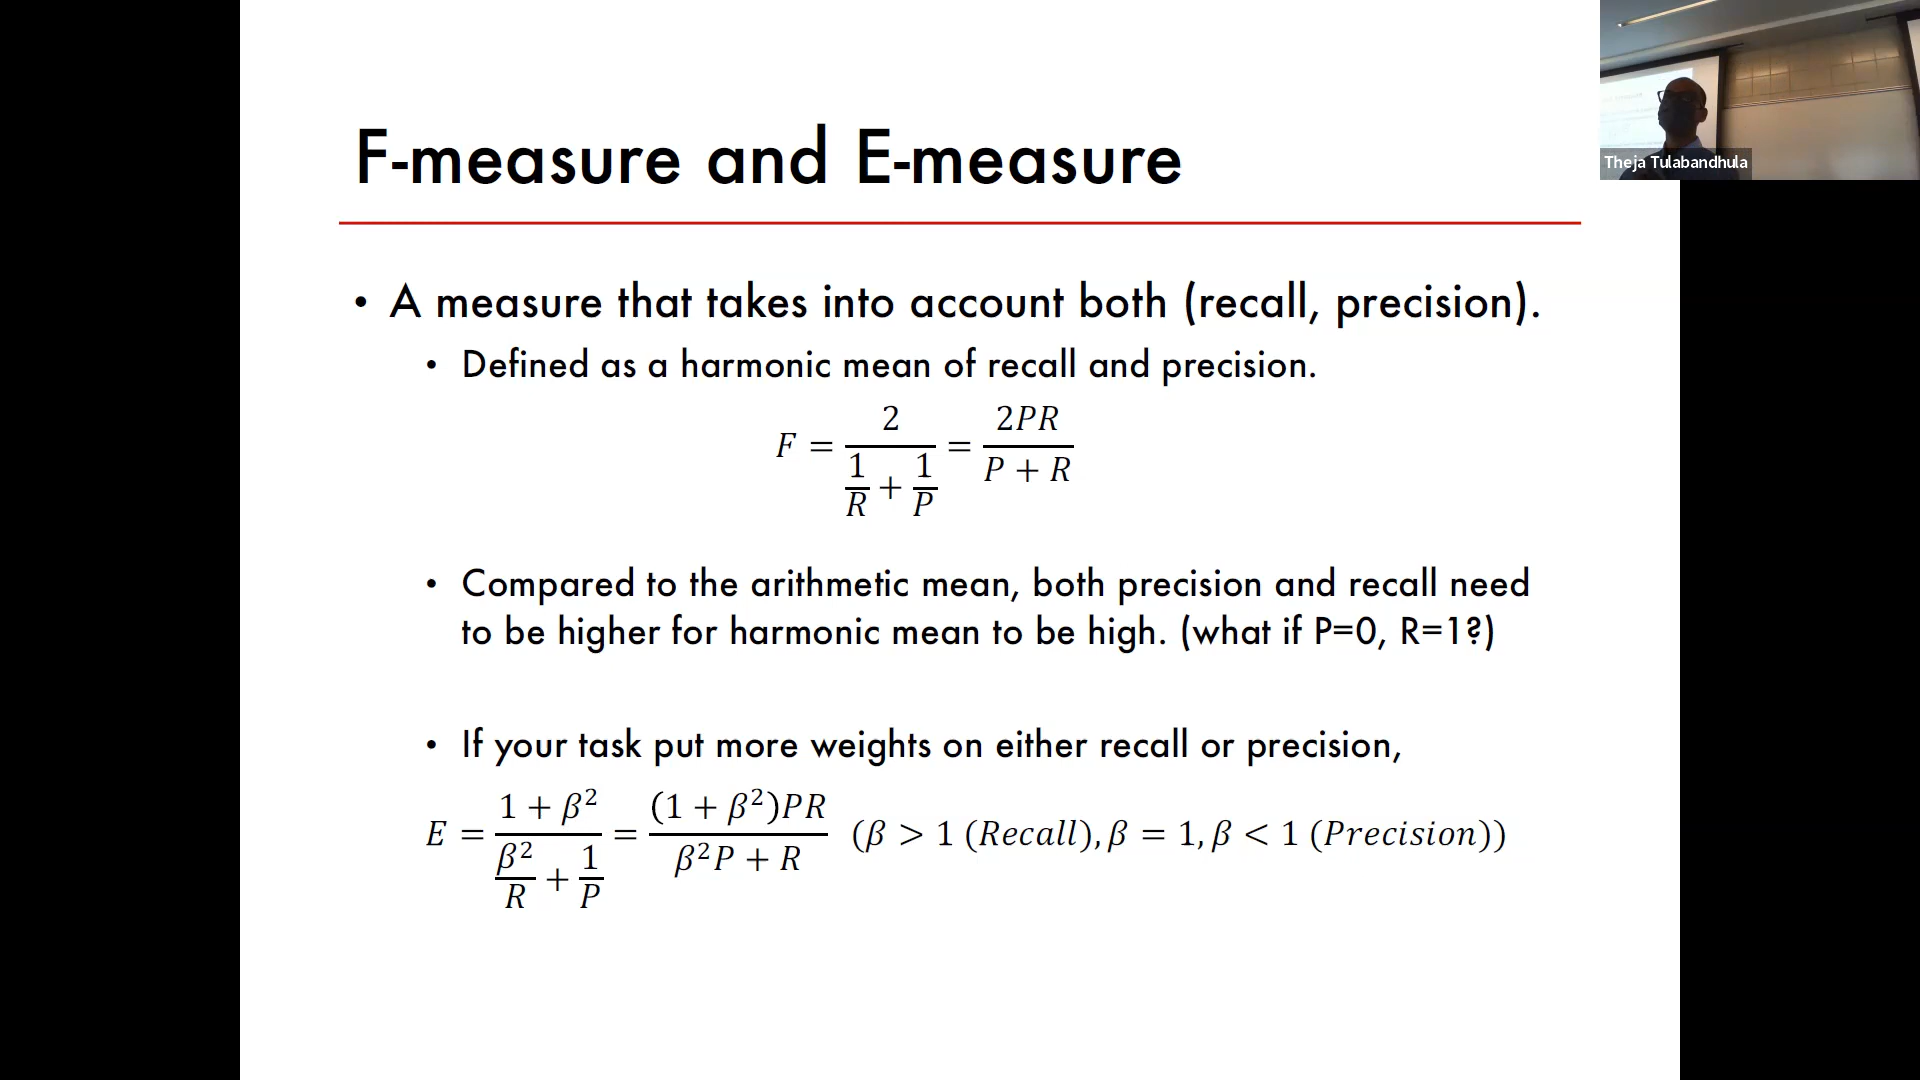 F-measure and E-measure
Theja Tulabandhula
• A measure that takes into account both (recall, precision).
• Defined as a harmonic mean of recall and precision.
F = 2 / (1/R + 1/P) = 2PR / (P + R)
• Compared to the arithmetic mean, both precision and recall need
to be higher for harmonic mean to be high. (what if P=0, R=1?)
• If your task put more weights on either recall or precision,
E = (1 + β²) / (β²/R + 1/P) = (1 + β²)PR / (β²P + R) (β > 1 (Recall), β = 1, β < 1 (Precision))